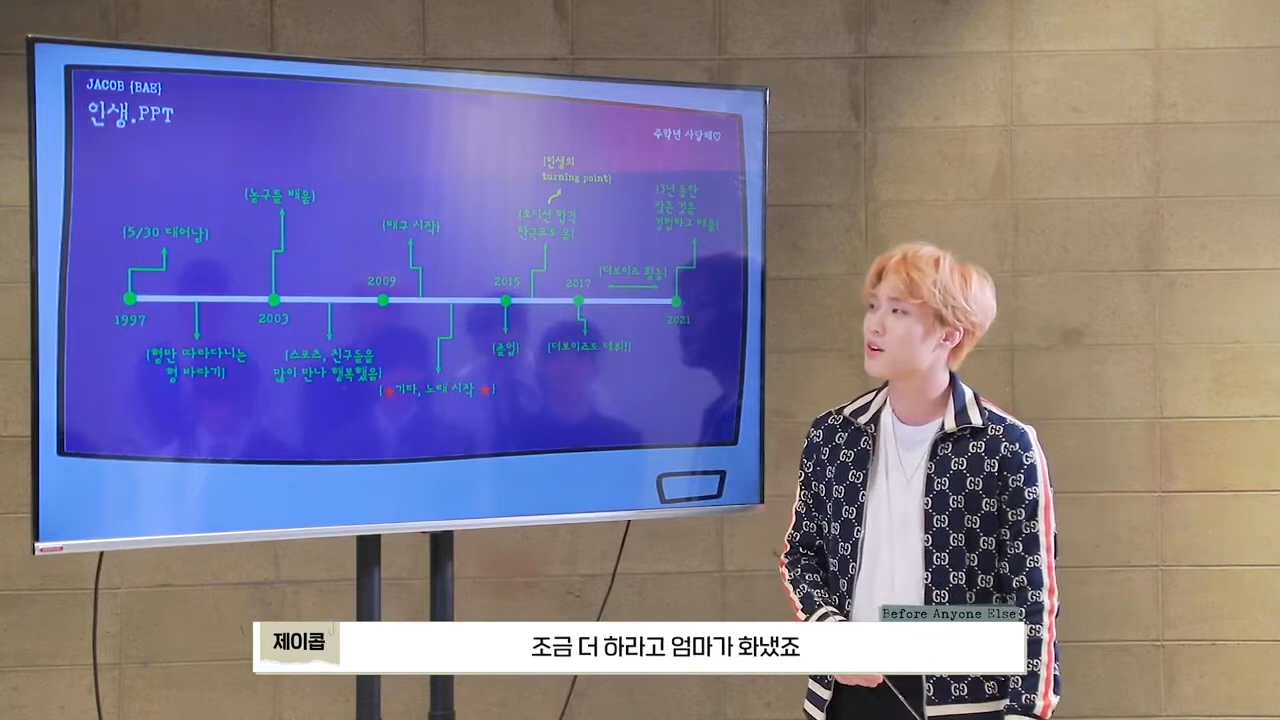 JACOB {BAE}
인생.PPT
주학년 사랑해♡
{인생의
turning point}
{농구를 배움}
{5/30 태어남}
{배구 시작}
{오디션 합격
한국으로 옴}
{3년 동안
많은 것을
경험하고 배움}
{더보이즈 활동}
1997
2003
2009
2015
2017
2021
{형만 따라다니는
형 바라기}
{스포츠, 친구들을
많이 만나 행복했음}
{★기타, 노래 시작 ★}
{졸업}
{더보이즈로 데뷔!}
Before Anyone Else
제이콥
조금 더 하라고 엄마가 화냈죠